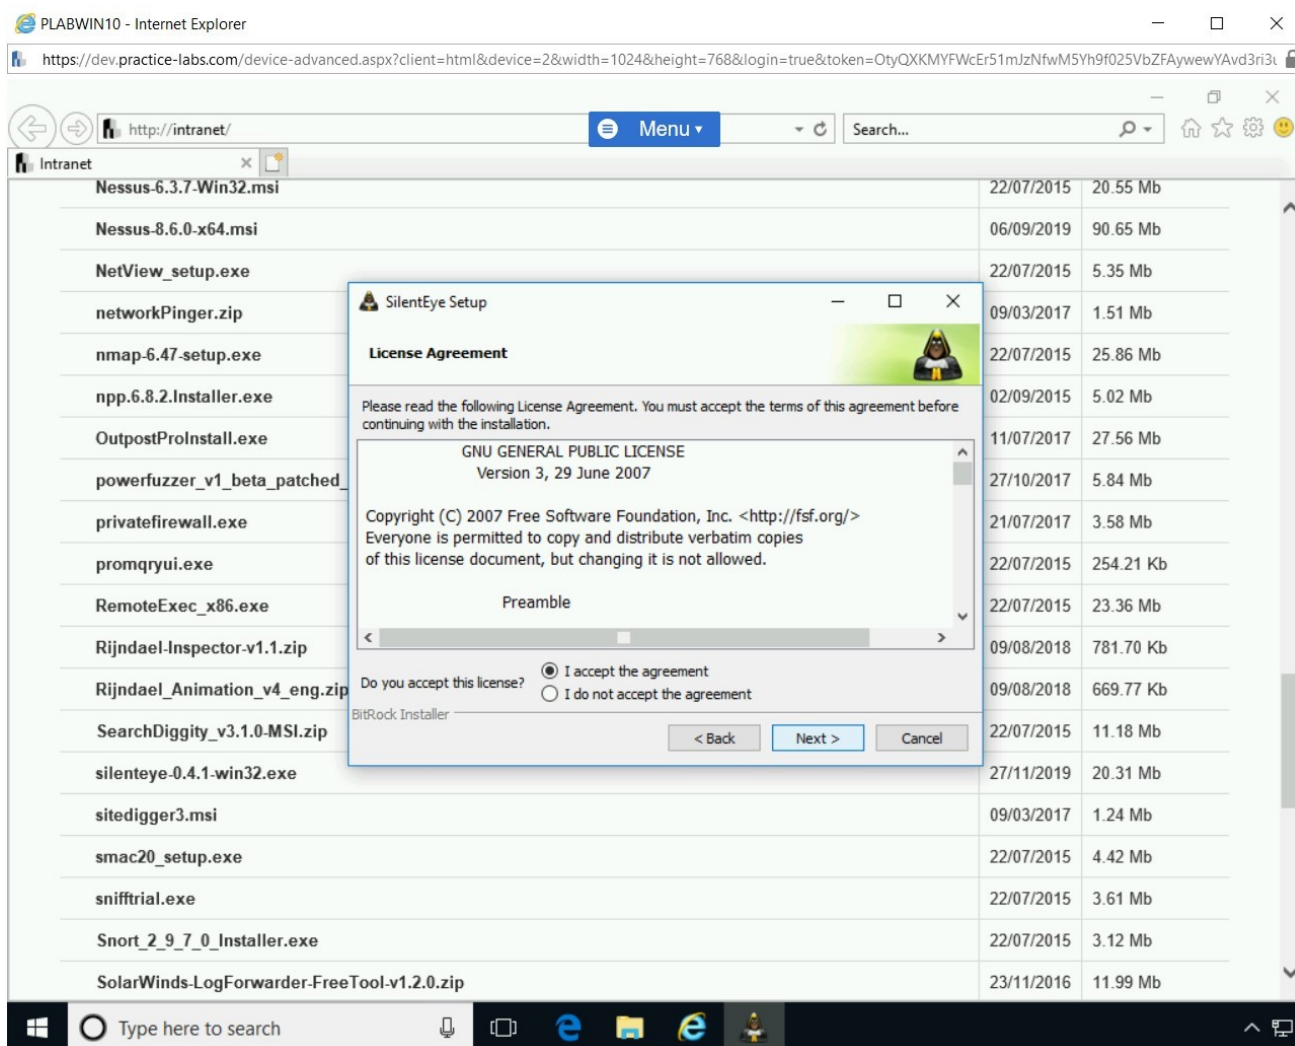 PLABWIN10 - Internet Explorer
https://dev.practice-labs.com/device-advanced.aspx?client=html&device=2&width=1024&height=768&login=true&token=OtyQXKMYFWcEr51mJzNfwM5Yh9f025VbZFAywewYAvd3ri3
http://intranet/
Menu
Search...
Intranet
Nessus-6.3.7-Win32.msi 22/07/2015 20.55 Mb
Nessus-8.6.0-x64.msi 06/09/2019 90.65 Mb
NetView_setup.exe 22/07/2015 5.35 Mb
networkPinger.zip 09/03/2017 1.51 Mb
nmap-6.47-setup.exe 22/07/2015 25.86 Mb
npp.6.8.2.Installer.exe 02/09/2015 5.02 Mb
OutpostProInstall.exe 11/07/2017 27.56 Mb
powerfuzzer_v1_beta_patched_ 27/10/2017 5.84 Mb
privatefirewall.exe 21/07/2017 3.58 Mb
promqryui.exe 22/07/2015 254.21 Kb
RemoteExec_x86.exe 22/07/2015 23.36 Mb
Rijndael-Inspector-v1.1.zip 09/08/2018 781.70 Kb
Rijndael_Animation_v4_eng.zip 09/08/2018 669.77 Kb
SearchDiggity_v3.1.0-MSI.zip 22/07/2015 11.18 Mb
silenteye-0.4.1-win32.exe 27/11/2019 20.31 Mb
sitedigger3.msi 09/03/2017 1.24 Mb
smac20_setup.exe 22/07/2015 4.42 Mb
snifftrial.exe 22/07/2015 3.61 Mb
Snort_2_9_7_0_Installer.exe 22/07/2015 3.12 Mb
SolarWinds-LogForwarder-FreeTool-v1.2.0.zip 23/11/2016 11.99 Mb
SilentEye Setup
License Agreement
Please read the following License Agreement. You must accept the terms of this agreement before
continuing with the installation.
GNU GENERAL PUBLIC LICENSE
Version 3, 29 June 2007
Copyright (C) 2007 Free Software Foundation, Inc. <http://fsf.org/>
Everyone is permitted to copy and distribute verbatim copies
of this license document, but changing it is not allowed.
Preamble
Do you accept this license?
I accept the agreement
I do not accept the agreement
BitRock Installer
< Back
Next >
Cancel
Type here to search